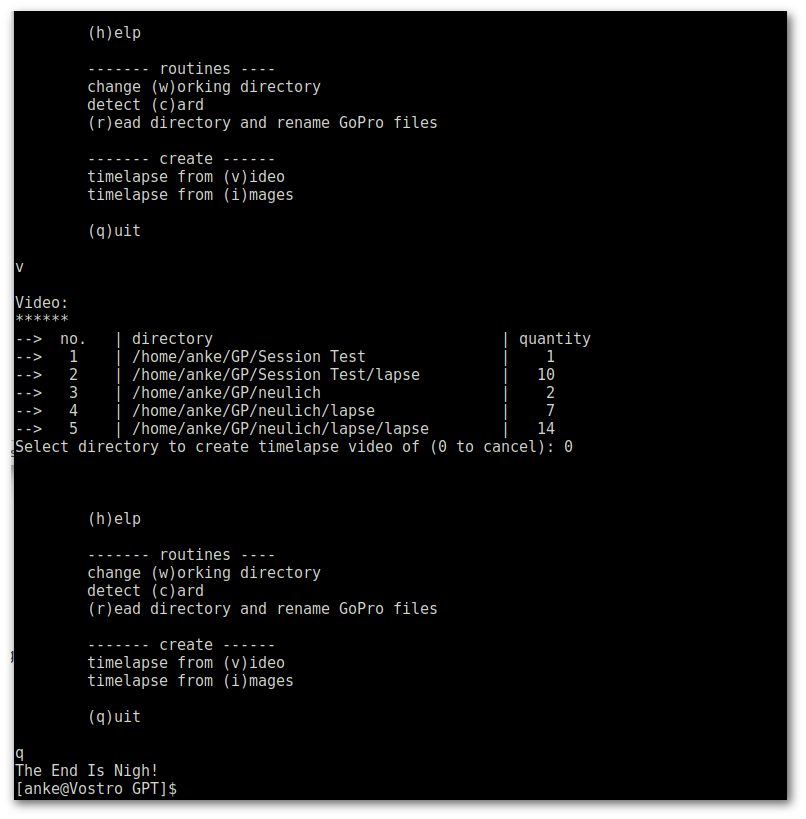 (h)elp
------- routines ----
change (w)orking directory
detect (c)ard
(r)ead directory and rename GoPro files
------- create ------
timelapse from (v)ideo
timelapse from (i)mages
(q)uit
v
Video:
******
-->  no.   | directory                                | quantity
-->   1    | /home/anke/GP/Session Test               |    1
-->   2    | /home/anke/GP/Session Test/lapse         |   10
-->   3    | /home/anke/GP/neulich                    |    2
-->   4    | /home/anke/GP/neulich/lapse              |    7
-->   5    | /home/anke/GP/neulich/lapse/lapse        |   14
Select directory to create timelapse video of (0 to cancel): 0
(h)elp
------- routines ----
change (w)orking directory
detect (c)ard
(r)ead directory and rename GoPro files
------- create ------
timelapse from (v)ideo
timelapse from (i)mages
(q)uit
q
The End Is Nigh!
[anke@Vostro GPT]$